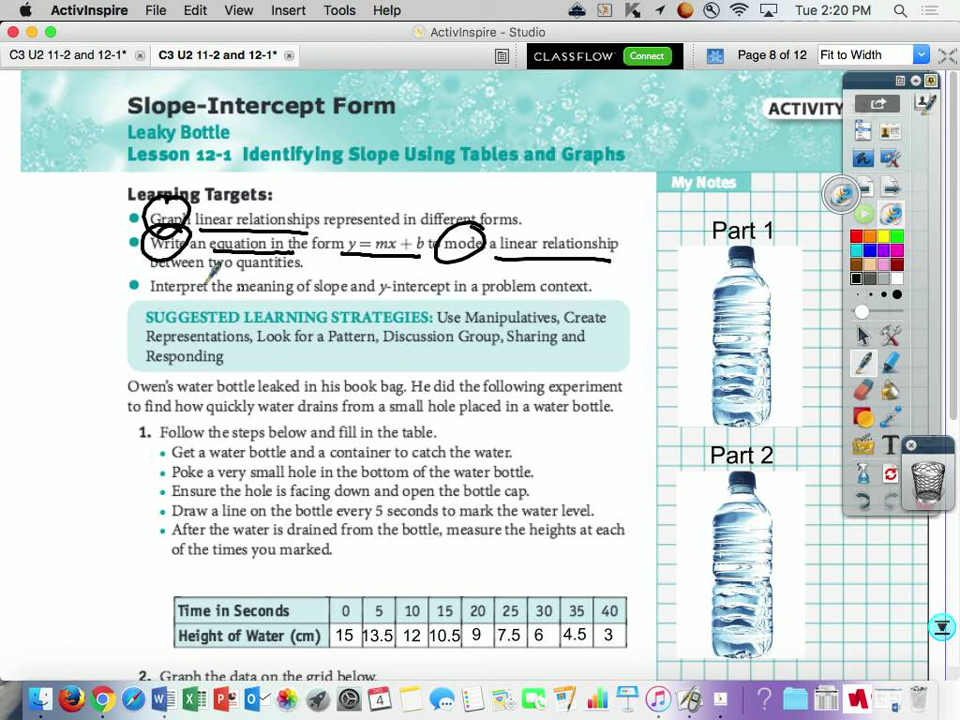 ActivInspire File Edit View Insert Tools Help Tue 2:20 PM
ActivInspire - Studio
C3 U2 11-2 and 12-1* C3 U2 11-2 and 12-1* CLASSFLOW Connect Page 8 of 12 Fit to Width
Slope-Intercept Form
ACTIVITY
Leaky Bottle
Lesson 12-1 Identifying Slope Using Tables and Graphs
My Notes
Learning Targets:
Graph linear relationships represented in different forms.
Write an equation in the form y = mx + b to model a linear relationship
between two quantities.
Interpret the meaning of slope and y-intercept in a problem context.
SUGGESTED LEARNING STRATEGIES: Use Manipulatives, Create
Representations, Look for a Pattern, Discussion Group, Sharing and
Responding
Owen's water bottle leaked in his book bag. He did the following experiment
to find how quickly water drains from a small hole placed in a water bottle.
1. Follow the steps below and fill in the table.
• Get a water bottle and a container to catch the water.
• Poke a very small hole in the bottom of the water bottle.
• Ensure the hole is facing down and open the bottle cap.
• Draw a line on the bottle every 5 seconds to mark the water level.
• After the water is drained from the bottle, measure the heights at each
of the times you marked.
Time in Seconds 0 5 10 15 20 25 30 35 40
Height of Water (cm) 15 13.5 12 10.5 9 7.5 6 4.5 3
2. Graph the data on the grid below.
Part 1
Part 2
T
DEC
4